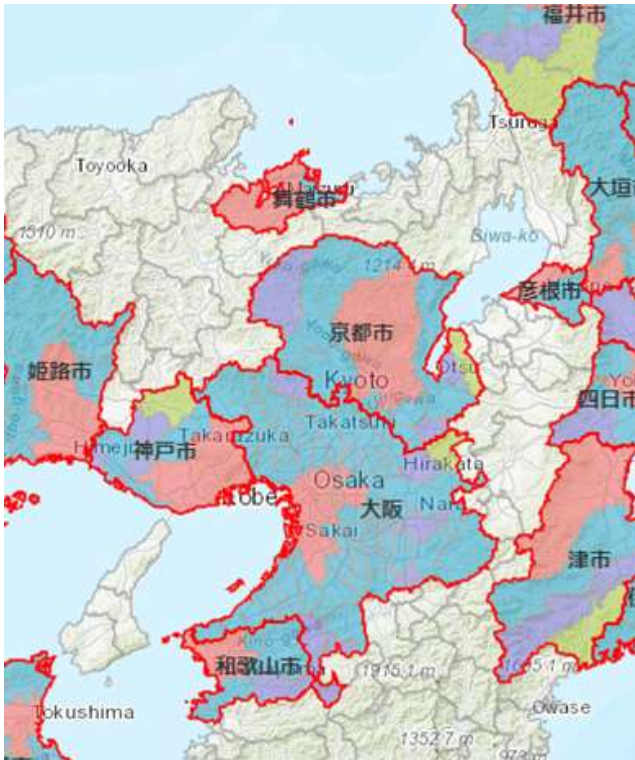 福井市
Tsuruga
Toyooka
大垣
舞鶴市
1510 m
Biwa-ko
1214
彦根市
京都市
姫路市
Otsu
Yo
Kyoto
四日市
Takatsuki
Takarazuka
Himeji
神戸市
Hirakata
Osaka
Kobe
大阪
Nara
Sakai
津市
和歌山市
1915.1 m
Owase
Tokushima
1352.7 m